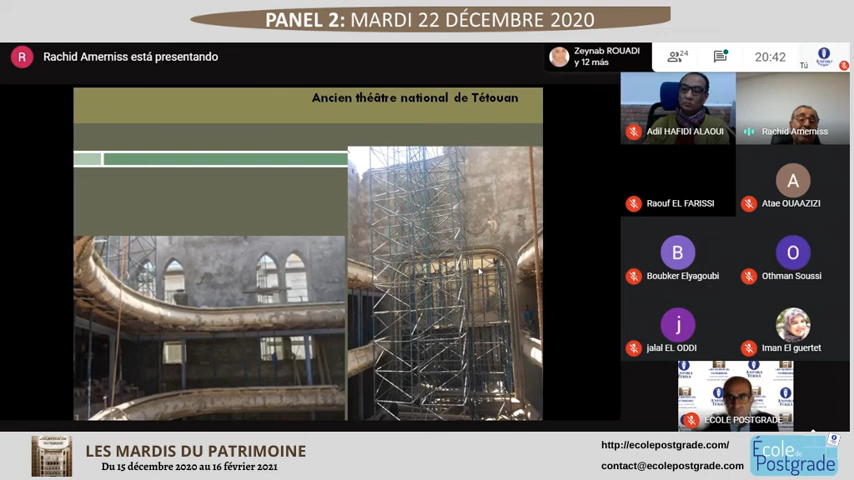 PANEL 2: MARDI 22 DÉCEMBRE 2020
R
Rachid Amerniss está presentando
Zeynab ROUADI
y 12 más
24
20:42
Tú
Ancien théâtre national de Tétouan
Adil HAFIDI ALAOUI
Rachid Amerniss
Raouf EL FARISSI
A
Atae OUAAZIZI
B
Boubker Elyagoubi
O
Othman Soussi
j
jalal EL ODDI
Iman El guertet
ECOLE POSTGRADE
LES MARDIS DU PATRIMOINE
Du 15 décembre 2020 au 16 février 2021
http://ecolepostgrade.com/
contact@ecolepostgrade.com
École de
Postgrade